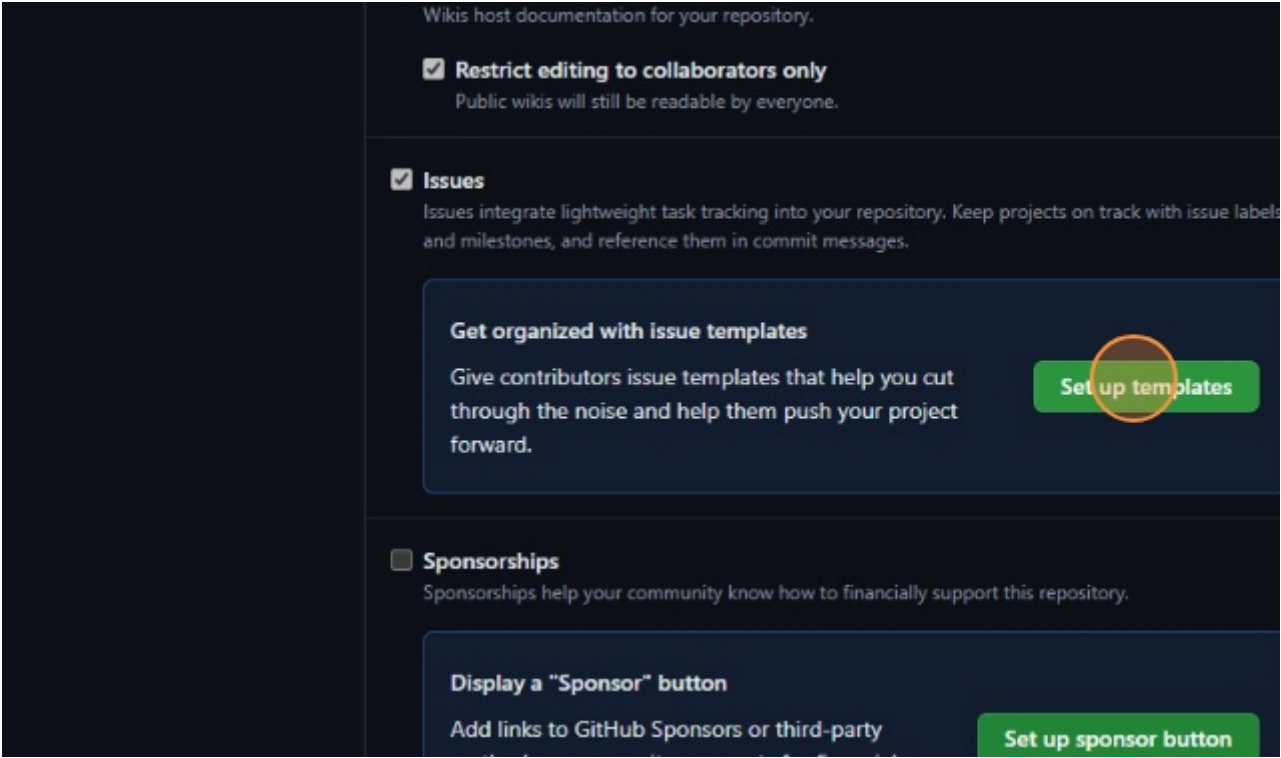 Wikis host documentation for your repository.
Restrict editing to collaborators only
Public wikis will still be readable by everyone.
Issues
Issues integrate lightweight task tracking into your repository. Keep projects on track with issue labels
and milestones, and reference them in commit messages.
Get organized with issue templates
Give contributors issue templates that help you cut
through the noise and help them push your project
forward.
Set up templates
Sponsorships
Sponsorships help your community know how to financially support this repository.
Display a "Sponsor" button
Add links to GitHub Sponsors or third-party
Set up sponsor button